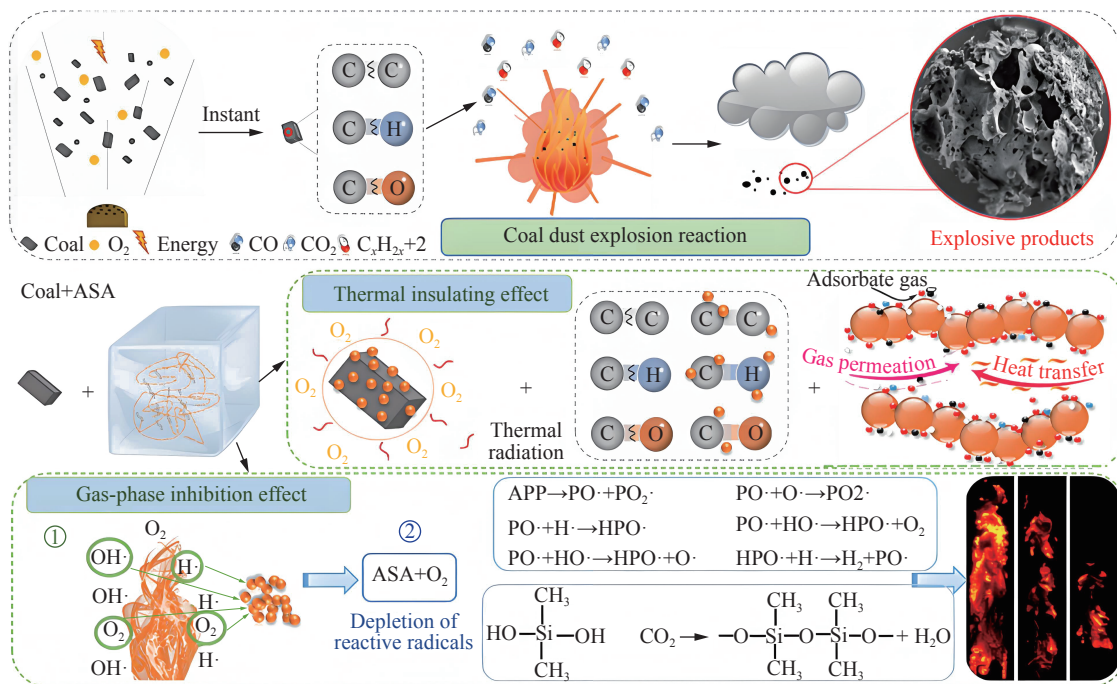 Instant
C C
C H
C O
Coal O₂ Energy CO CO₂ CₓH₂ₓ+2
Coal dust explosion reaction
Explosive products
Coal+ASA
+
Thermal insulating effect
O₂ O₂
O₂ O₂
O₂ O₂
O₂ O₂
+
Thermal
radiation
C C C C
C H C H
C O C O
+
Adsorbate gas
Gas permeation
Heat transfer
Gas-phase inhibition effect
①
O₂
OH· H·
OH· H·
O₂ O₂
OH· H·
②
ASA+O₂
Depletion of
reactive radicals
APP→PO·+PO₂· PO·+O·→PO2·
PO·+H·→HPO· PO·+HO→HPO·+O₂
PO·+HO→HPO·+O· HPO·+H·→H₂+PO·
CH₃ CH₃ CH₃
HO Si OH CO₂ → O Si O Si O + H₂O
CH₃ CH₃ CH₃